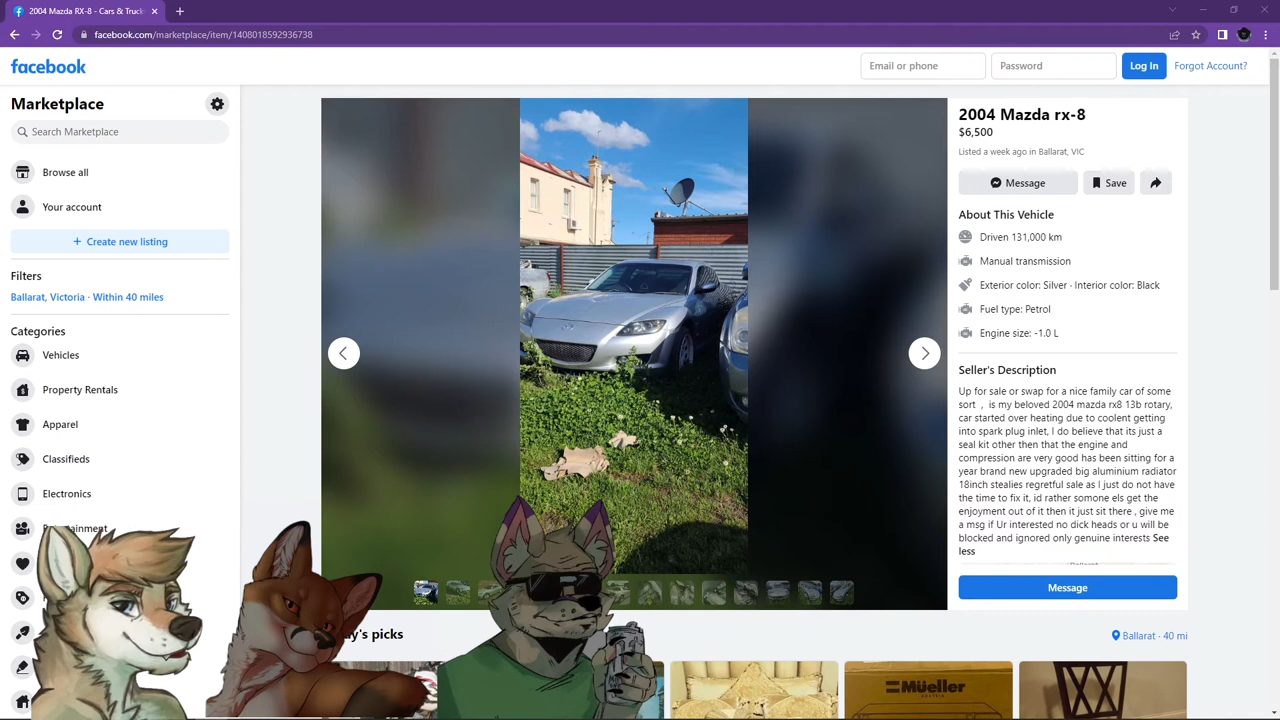 2004 Mazda RX-8 - Cars & Truck
facebook.com/marketplace/item/1408018592936738
facebook
Email or phone
Password
Log In
Forgot Account?
Marketplace
Search Marketplace
Browse all
Your account
+ Create new listing
Filters
Ballarat, Victoria · Within 40 miles
Categories
Vehicles
Property Rentals
Apparel
Classifieds
Electronics
2004 Mazda rx-8
$6,500
Listed a week ago in Ballarat, VIC
Message
Save
About This Vehicle
Driven 131,000 km
Manual transmission
Exterior color: Silver · Interior color: Black
Fuel type: Petrol
Engine size: -1.0 L
Seller's Description
Up for sale or swap for a nice family car of some
sort , is my beloved 2004 mazda rx8 13b rotary,
car started over heating due to coolent getting
into spark plug inlet, I do believe that its just a
seal kit other then that the engine and
compression are very good has been sitting for a
year brand new upgraded big aluminium radiator
18inch stealies regretful sale as I just do not have
the time to fix it, id rather somone els get the
enjoyment out of it then it just sit there , give me
a msg if Ur interested no dick heads or u will be
blocked and ignored only genuine interests See
less
Message
picks
Ballarat · 40 mi
Müeller